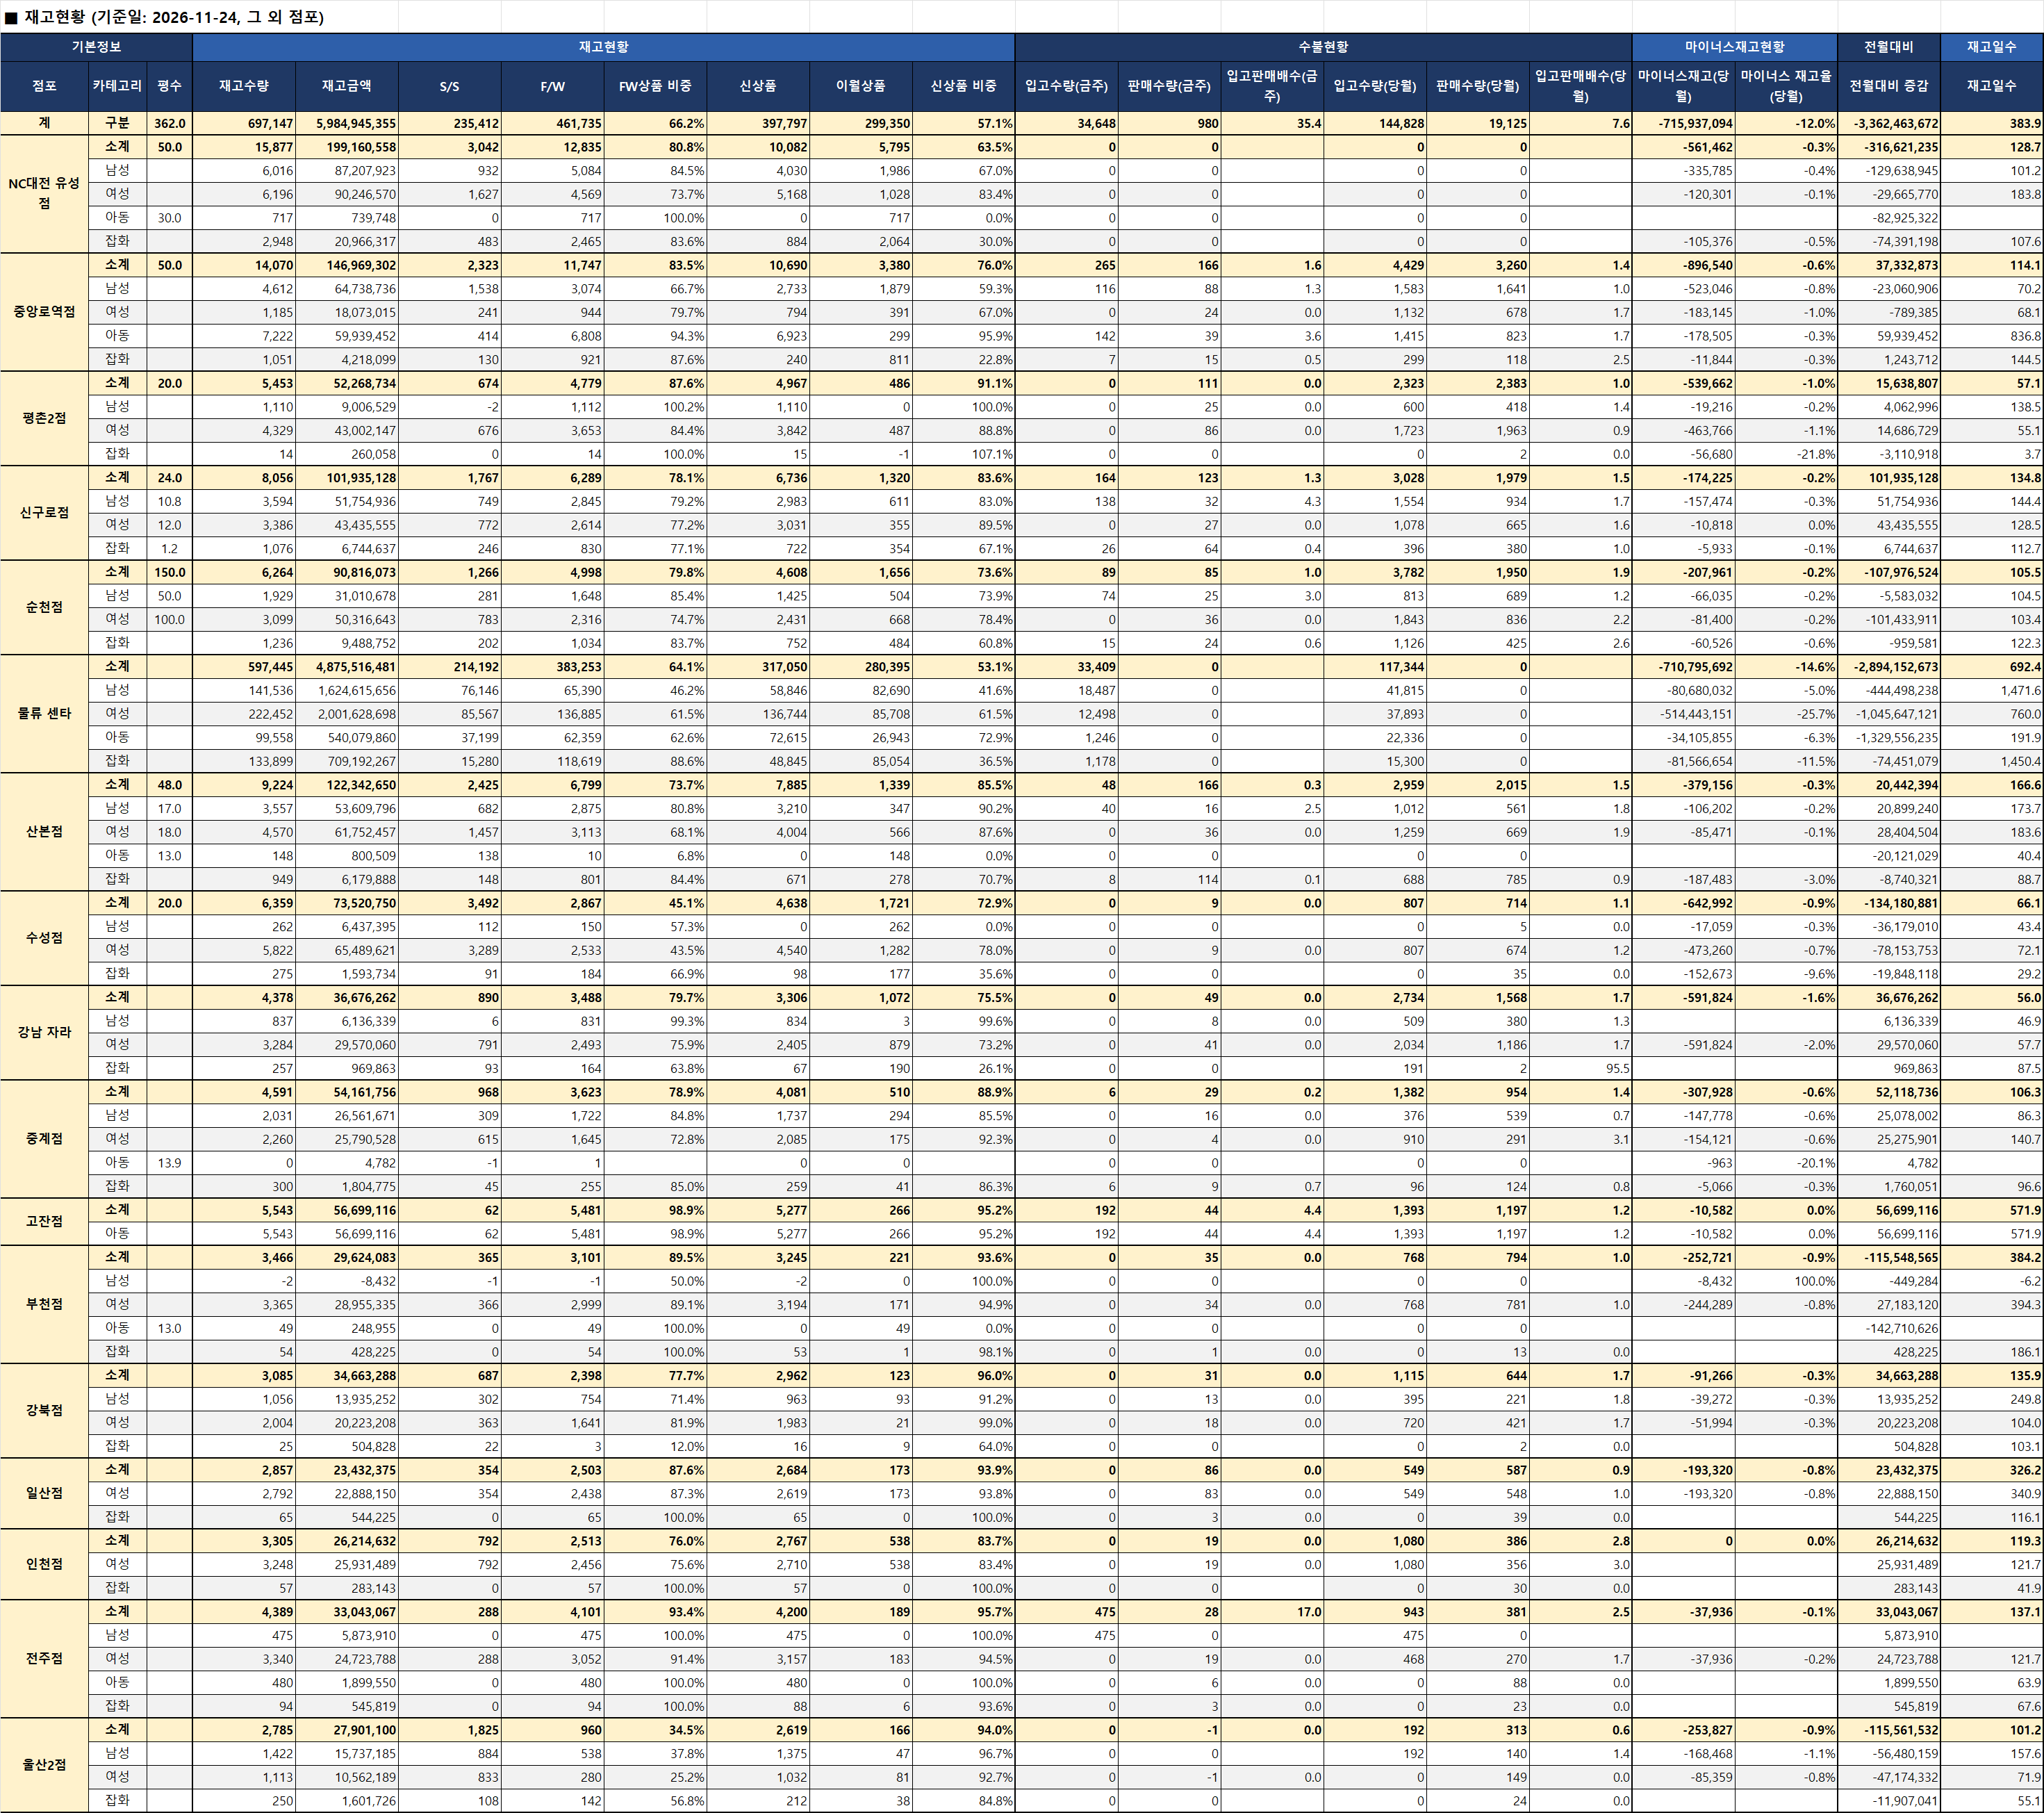 ■ 재고현황 (기준일: 2026-11-24, 그 외 점포)
기본정보 재고현황 수불현황 마이너스재고현황 전월대비 재고일수
점포 카테고리 평수 재고수량 재고금액 S/S F/W FW상품 비중 신상품 이월상품 신상품 비중 입고수량(금주) 판매수량(금주) 입고판매배수(금주) 입고수량(당월) 판매수량(당월) 입고판매배수(당월) 마이너스재고(당월) 마이너스 재고율(당월) 전월대비 증감 재고일수
계 구분 362.0 697,147 5,984,945,355 235,412 461,735 66.2% 397,797 299,350 57.1% 34,648 980 35.4 144,828 19,125 7.6 -715,937,094 -12.0% -3,362,463,672 383.9
NC대전 유성점
소계 50.0 15,877 199,160,558 3,042 12,835 80.8% 10,082 5,795 63.5% 0 0 0 0 -561,462 -0.3% -316,621,235 128.7
남성 6,016 87,207,923 932 5,084 84.5% 4,030 1,986 67.0% 0 0 0 0 -335,785 -0.4% -129,638,945 101.2
여성 6,196 90,246,570 1,627 4,569 73.7% 5,168 1,028 83.4% 0 0 0 0 -120,301 -0.1% -29,665,770 183.8
아동 30.0 717 739,748 0 717 100.0% 0 717 0.0% 0 0 0 0 -82,925,322
잡화 2,948 20,966,317 483 2,465 83.6% 884 2,064 30.0% 0 0 0 0 -105,376 -0.5% -74,391,198 107.6
중앙로역점
소계 50.0 14,070 146,969,302 2,323 11,747 83.5% 10,690 3,380 76.0% 265 166 1.6 4,429 3,260 1.4 -896,540 -0.6% 37,332,873 114.1
남성 4,612 64,738,736 1,538 3,074 66.7% 2,733 1,879 59.3% 116 88 1.3 1,583 1,641 1.0 -523,046 -0.8% -23,060,906 70.2
여성 1,185 18,073,015 241 944 79.7% 794 391 67.0% 0 24 0.0 1,132 678 1.7 -183,145 -1.0% -789,385 68.1
아동 7,222 59,939,452 414 6,808 94.3% 6,923 299 95.9% 142 39 3.6 1,415 823 1.7 -178,505 -0.3% 59,939,452 836.8
잡화 1,051 4,218,099 130 921 87.6% 240 811 22.8% 7 15 0.5 299 118 2.5 -11,844 -0.3% 1,243,712 144.5
평촌2점
소계 20.0 5,453 52,268,734 674 4,779 87.6% 4,967 486 91.1% 0 111 0.0 2,323 2,383 1.0 -539,662 -1.0% 15,638,807 57.1
남성 1,110 9,006,529 -2 1,112 100.2% 1,110 0 100.0% 0 25 0.0 600 418 1.4 -19,216 -0.2% 4,062,996 138.5
여성 4,329 43,002,147 676 3,653 84.4% 3,842 487 88.8% 0 86 0.0 1,723 1,963 0.9 -463,766 -1.1% 14,686,729 55.1
잡화 14 260,058 0 14 100.0% 15 -1 107.1% 0 0 0 2 0.0 -56,680 -21.8% -3,110,918 3.7
신구로점
소계 24.0 8,056 101,935,128 1,767 6,289 78.1% 6,736 1,320 83.6% 164 123 1.3 3,028 1,979 1.5 -174,225 -0.2% 101,935,128 134.8
남성 10.8 3,594 51,754,936 749 2,845 79.2% 2,983 611 83.0% 138 32 4.3 1,554 934 1.7 -157,474 -0.3% 51,754,936 144.4
여성 12.0 3,386 43,435,555 772 2,614 77.2% 3,031 355 89.5% 0 27 0.0 1,078 665 1.6 -10,818 0.0% 43,435,555 128.5
잡화 1.2 1,076 6,744,637 246 830 77.1% 722 354 67.1% 26 64 0.4 396 380 1.0 -5,933 -0.1% 6,744,637 112.7
순천점
소계 150.0 6,264 90,816,073 1,266 4,998 79.8% 4,608 1,656 73.6% 89 85 1.0 3,782 1,950 1.9 -207,961 -0.2% -107,976,524 105.5
남성 50.0 1,929 31,010,678 281 1,648 85.4% 1,425 504 73.9% 74 25 3.0 813 689 1.2 -66,035 -0.2% -5,583,032 104.5
여성 100.0 3,099 50,316,643 783 2,316 74.7% 2,431 668 78.4% 0 36 0.0 1,843 836 2.2 -81,400 -0.2% -101,433,911 103.4
잡화 1,236 9,488,752 202 1,034 83.7% 752 484 60.8% 15 24 0.6 1,126 425 2.6 -60,526 -0.6% -959,581 122.3
물류 센타
소계 597,445 4,875,516,481 214,192 383,253 64.1% 317,050 280,395 53.1% 33,409 0 117,344 0 -710,795,692 -14.6% -2,894,152,673 692.4
남성 141,536 1,624,615,656 76,146 65,390 46.2% 58,846 82,690 41.6% 18,487 0 41,815 0 -80,680,032 -5.0% -444,498,238 1,471.6
여성 222,452 2,001,628,698 85,567 136,885 61.5% 136,744 85,708 61.5% 12,498 0 37,893 0 -514,443,151 -25.7% -1,045,647,121 760.0
아동 99,558 540,079,860 37,199 62,359 62.6% 72,615 26,943 72.9% 1,246 0 22,336 0 -34,105,855 -6.3% -1,329,556,235 191.9
잡화 133,899 709,192,267 15,280 118,619 88.6% 48,845 85,054 36.5% 1,178 0 15,300 0 -81,566,654 -11.5% -74,451,079 1,450.4
산본점
소계 48.0 9,224 122,342,650 2,425 6,799 73.7% 7,885 1,339 85.5% 48 166 0.3 2,959 2,015 1.5 -379,156 -0.3% 20,442,394 166.6
남성 17.0 3,557 53,609,796 682 2,875 80.8% 3,210 347 90.2% 40 16 2.5 1,012 561 1.8 -106,202 -0.2% 20,899,240 173.7
여성 18.0 4,570 61,752,457 1,457 3,113 68.1% 4,004 566 87.6% 0 36 0.0 1,259 669 1.9 -85,471 -0.1% 28,404,504 183.6
아동 13.0 148 800,509 138 10 6.8% 0 148 0.0% 0 0 0 0 -20,121,029 40.4
잡화 949 6,179,888 148 801 84.4% 671 278 70.7% 8 114 0.1 688 785 0.9 -187,483 -3.0% -8,740,321 88.7
수성점
소계 20.0 6,359 73,520,750 3,492 2,867 45.1% 4,638 1,721 72.9% 0 9 0.0 807 714 1.1 -642,992 -0.9% -134,180,881 66.1
남성 262 6,437,395 112 150 57.3% 0 262 0.0% 0 0 0 5 0.0 -17,059 -0.3% -36,179,010 43.4
여성 5,822 65,489,621 3,289 2,533 43.5% 4,540 1,282 78.0% 0 9 0.0 807 674 1.2 -473,260 -0.7% -78,153,753 72.1
잡화 275 1,593,734 91 184 66.9% 98 177 35.6% 0 0 0 35 0.0 -152,673 -9.6% -19,848,118 29.2
강남 자라
소계 4,378 36,676,262 890 3,488 79.7% 3,306 1,072 75.5% 0 49 0.0 2,734 1,568 1.7 -591,824 -1.6% 36,676,262 56.0
남성 837 6,136,339 6 831 99.3% 834 3 99.6% 0 8 0.0 509 380 1.3 6,136,339 46.9
여성 3,284 29,570,060 791 2,493 75.9% 2,405 879 73.2% 0 41 0.0 2,034 1,186 1.7 -591,824 -2.0% 29,570,060 57.7
잡화 257 969,863 93 164 63.8% 67 190 26.1% 0 0 191 2 95.5 969,863 87.5
중계점
소계 4,591 54,161,756 968 3,623 78.9% 4,081 510 88.9% 6 29 0.2 1,382 954 1.4 -307,928 -0.6% 52,118,736 106.3
남성 2,031 26,561,671 309 1,722 84.8% 1,737 294 85.5% 0 16 0.0 376 539 0.7 -147,778 -0.6% 25,078,002 86.3
여성 2,260 25,790,528 615 1,645 72.8% 2,085 175 92.3% 0 4 0.0 910 291 3.1 -154,121 -0.6% 25,275,901 140.7
아동 13.9 0 4,782 -1 1 0 0 0 0 0 0 -963 -20.1% 4,782
잡화 300 1,804,775 45 255 85.0% 259 41 86.3% 6 9 0.7 96 124 0.8 -5,066 -0.3% 1,760,051 96.6
고잔점
소계 5,543 56,699,116 62 5,481 98.9% 5,277 266 95.2% 192 44 4.4 1,393 1,197 1.2 -10,582 0.0% 56,699,116 571.9
아동 5,543 56,699,116 62 5,481 98.9% 5,277 266 95.2% 192 44 4.4 1,393 1,197 1.2 -10,582 0.0% 56,699,116 571.9
부천점
소계 3,466 29,624,083 365 3,101 89.5% 3,245 221 93.6% 0 35 0.0 768 794 1.0 -252,721 -0.9% -115,548,565 384.2
남성 -2 -8,432 -1 -1 50.0% -2 0 100.0% 0 0 0 0 -8,432 100.0% -449,284 -6.2
여성 3,365 28,955,335 366 2,999 89.1% 3,194 171 94.9% 0 34 0.0 768 781 1.0 -244,289 -0.8% 27,183,120 394.3
아동 13.0 49 248,955 0 49 100.0% 0 49 0.0% 0 0 0 0 -142,710,626
잡화 54 428,225 0 54 100.0% 53 1 98.1% 0 1 0.0 0 13 0.0 428,225 186.1
강북점
소계 3,085 34,663,288 687 2,398 77.7% 2,962 123 96.0% 0 31 0.0 1,115 644 1.7 -91,266 -0.3% 34,663,288 135.9
남성 1,056 13,935,252 302 754 71.4% 963 93 91.2% 0 13 0.0 395 221 1.8 -39,272 -0.3% 13,935,252 249.8
여성 2,004 20,223,208 363 1,641 81.9% 1,983 21 99.0% 0 18 0.0 720 421 1.7 -51,994 -0.3% 20,223,208 104.0
잡화 25 504,828 22 3 12.0% 16 9 64.0% 0 0 0 2 0.0 504,828 103.1
일산점
소계 2,857 23,432,375 354 2,503 87.6% 2,684 173 93.9% 0 86 0.0 549 587 0.9 -193,320 -0.8% 23,432,375 326.2
여성 2,792 22,888,150 354 2,438 87.3% 2,619 173 93.8% 0 83 0.0 549 548 1.0 -193,320 -0.8% 22,888,150 340.9
잡화 65 544,225 0 65 100.0% 65 0 100.0% 0 3 0.0 0 39 0.0 544,225 116.1
인천점
소계 3,305 26,214,632 792 2,513 76.0% 2,767 538 83.7% 0 19 0.0 1,080 386 2.8 0 0.0% 26,214,632 119.3
여성 3,248 25,931,489 792 2,456 75.6% 2,710 538 83.4% 0 19 0.0 1,080 356 3.0 25,931,489 121.7
잡화 57 283,143 0 57 100.0% 57 0 100.0% 0 0 0 30 0.0 283,143 41.9
전주점
소계 4,389 33,043,067 288 4,101 93.4% 4,200 189 95.7% 475 28 17.0 943 381 2.5 -37,936 -0.1% 33,043,067 137.1
남성 475 5,873,910 0 475 100.0% 475 0 100.0% 475 0 475 0 5,873,910
여성 3,340 24,723,788 288 3,052 91.4% 3,157 183 94.5% 0 19 0.0 468 270 1.7 -37,936 -0.2% 24,723,788 121.7
아동 480 1,899,550 0 480 100.0% 480 0 100.0% 0 6 0.0 0 88 0.0 1,899,550 63.9
잡화 94 545,819 0 94 100.0% 88 6 93.6% 0 3 0.0 0 23 0.0 545,819 67.6
울산2점
소계 2,785 27,901,100 1,825 960 34.5% 2,619 166 94.0% 0 -1 0.0 192 313 0.6 -253,827 -0.9% -115,561,532 101.2
남성 1,422 15,737,185 884 538 37.8% 1,375 47 96.7% 0 0 192 140 1.4 -168,468 -1.1% -56,480,159 157.6
여성 1,113 10,562,189 833 280 25.2% 1,032 81 92.7% 0 -1 0.0 0 149 0.0 -85,359 -0.8% -47,174,332 71.9
잡화 250 1,601,726 108 142 56.8% 212 38 84.8% 0 0 0 24 0.0 -11,907,041 55.1